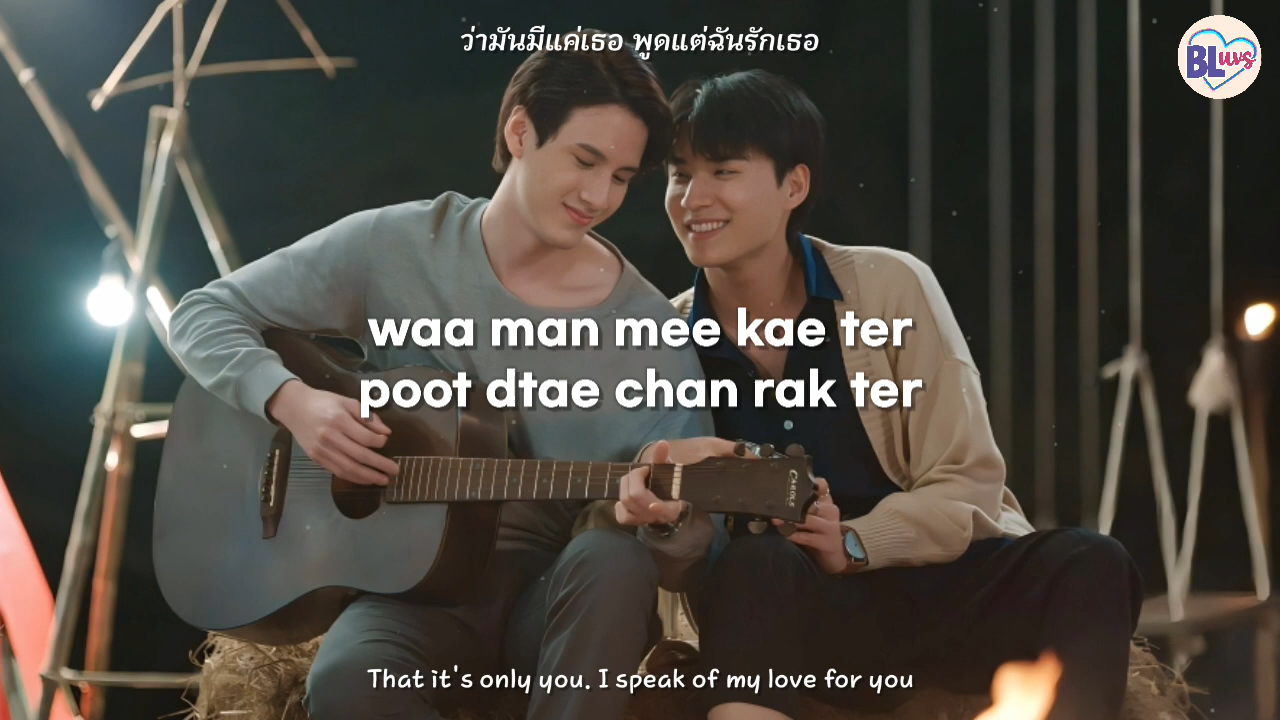 ว่ามันมีแค่เธอ พูดแต่ฉันรักเธอ
BLuvs
waa man mee kae ter
poot dtae chan rak ter
CAROLE
That it's only you. I speak of my love for you